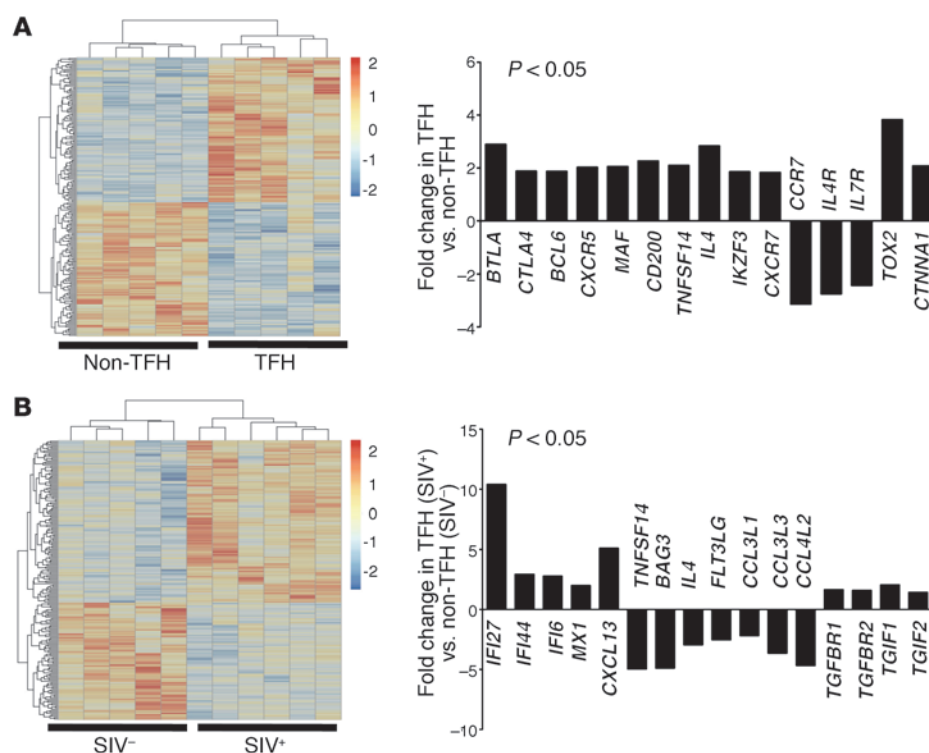 A
2
1
0
-1
-2
Non-TFH
TFH
Fold change in TFH
vs. non-TFH
P < 0.05
4
2
0
−2
−4
BTLA
CTLA4
BCL6
CXCR5
MAF
CD200
TNFSF14
IL4
IKZF3
CXCR7
CCR7
IL4R
IL7R
TOX2
CTNNA1
B
2
1
0
-1
-2
SIV−
SIV+
Fold change in TFH (SIV+)
vs. non-TFH (SIV−)
P < 0.05
15
10
5
0
−5
−10
IFI27
IFI44
IFI6
MX1
CXCL13
TNFSF14
BAG3
IL4
FLT3LG
CCL3L1
CCL3L3
CCL4L2
TGFBR1
TGFBR2
TGIF1
TGIF2